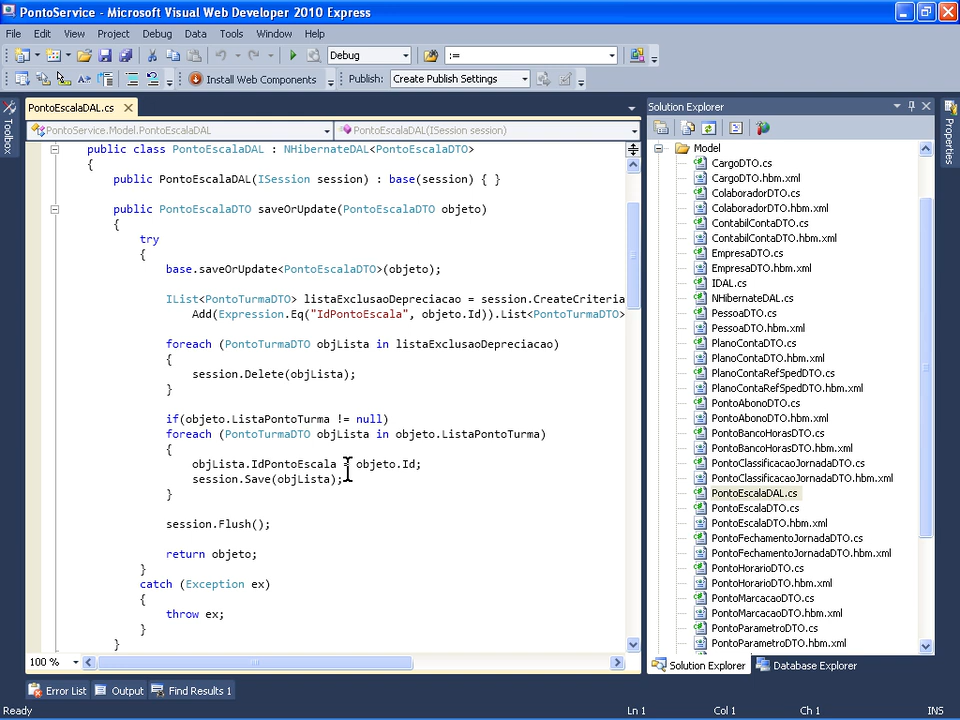 PontoService - Microsoft Visual Web Developer 2010 Express
File Edit View Project Debug Data Tools Window Help
Debug :=
Install Web Components Publish: Create Publish Settings
Toolbox
PontoEscalaDAL.cs
PontoService.Model.PontoEscalaDAL PontoEscalaDAL(ISession session)
public class PontoEscalaDAL : NHibernateDAL<PontoEscalaDTO>
{
public PontoEscalaDAL(ISession session) : base(session) { }
public PontoEscalaDTO saveOrUpdate(PontoEscalaDTO objeto)
{
try
{
base.saveOrUpdate<PontoEscalaDTO>(objeto);
IList<PontoTurmaDTO> listaExclusaoDepreciacao = session.CreateCriteria
Add(Expression.Eq("IdPontoEscala", objeto.Id)).List<PontoTurmaDTO>
foreach (PontoTurmaDTO objLista in listaExclusaoDepreciacao)
{
session.Delete(objLista);
}
if(objeto.ListaPontoTurma != null)
foreach (PontoTurmaDTO objLista in objeto.ListaPontoTurma)
{
objLista.IdPontoEscala = objeto.Id;
session.Save(objLista);
}
session.Flush();
return objeto;
}
catch (Exception ex)
{
throw ex;
}
}
100 %
Solution Explorer
Model
CargoDTO.cs
CargoDTO.hbm.xml
ColaboradorDTO.cs
ColaboradorDTO.hbm.xml
ContabilContaDTO.cs
ContabilContaDTO.hbm.xml
EmpresaDTO.cs
EmpresaDTO.hbm.xml
IDAL.cs
NHibernateDAL.cs
PessoaDTO.cs
PessoaDTO.hbm.xml
PlanoContaDTO.cs
PlanoContaDTO.hbm.xml
PlanoContaRefSpedDTO.cs
PlanoContaRefSpedDTO.hbm.xml
PontoAbonoDTO.cs
PontoAbonoDTO.hbm.xml
PontoBancoHorasDTO.cs
PontoBancoHorasDTO.hbm.xml
PontoClassificacaoJornadaDTO.cs
PontoClassificacaoJornadaDTO.hbm.xml
PontoEscalaDAL.cs
PontoEscalaDTO.cs
PontoEscalaDTO.hbm.xml
PontoFechamentoJornadaDTO.cs
PontoFechamentoJornadaDTO.hbm.xml
PontoHorarioDTO.cs
PontoHorarioDTO.hbm.xml
PontoMarcacaoDTO.cs
PontoMarcacaoDTO.hbm.xml
PontoParametroDTO.cs
PontoParametroDTO.hbm.xml
Solution Explorer Database Explorer
Properties
Error List Output Find Results 1
Ready Ln 1 Col 1 Ch 1 INS